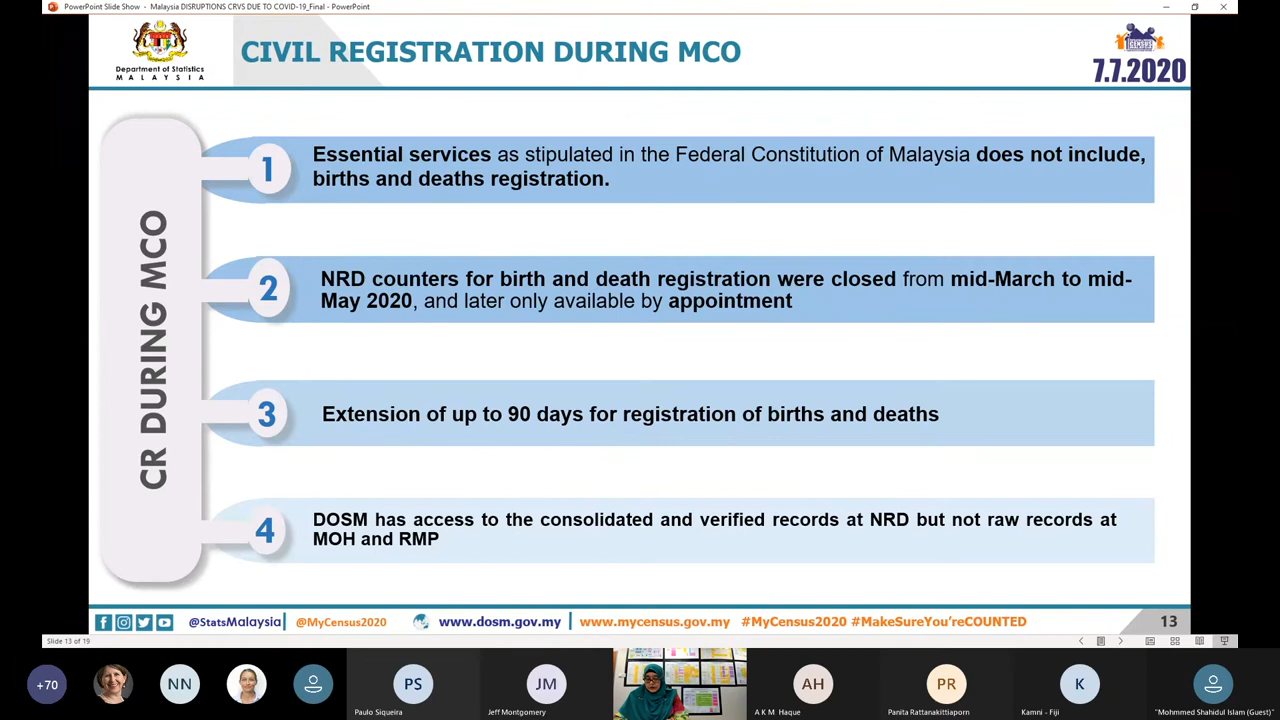 PowerPoint Slide Show - Malaysia DISRUPTIONS CRVS DUE TO COVID-19_Final - PowerPoint
Department of Statistics
MALAYSIA
CIVIL REGISTRATION DURING MCO
CENSUS
7.7.2020
CR DURING MCO
1
Essential services as stipulated in the Federal Constitution of Malaysia does not include,
births and deaths registration.
2
NRD counters for birth and death registration were closed from mid-March to mid-
May 2020, and later only available by appointment
3
Extension of up to 90 days for registration of births and deaths
4
DOSM has access to the consolidated and verified records at NRD but not raw records at
MOH and RMP
@StatsMalaysia
@MyCensus2020
www.dosm.gov.my
www.mycensus.gov.my
#MyCensus2020 #MakeSureYou'reCOUNTED
13
Slide 13 of 19
+70
NN
PS
Paulo Siqueira
JM
Jeff Montgomery
AH
A K M Haque
PR
Panita Rattanakittiaporn
K
Kamni - Fiji
"Mohmmed Shahidul Islam (Guest)"